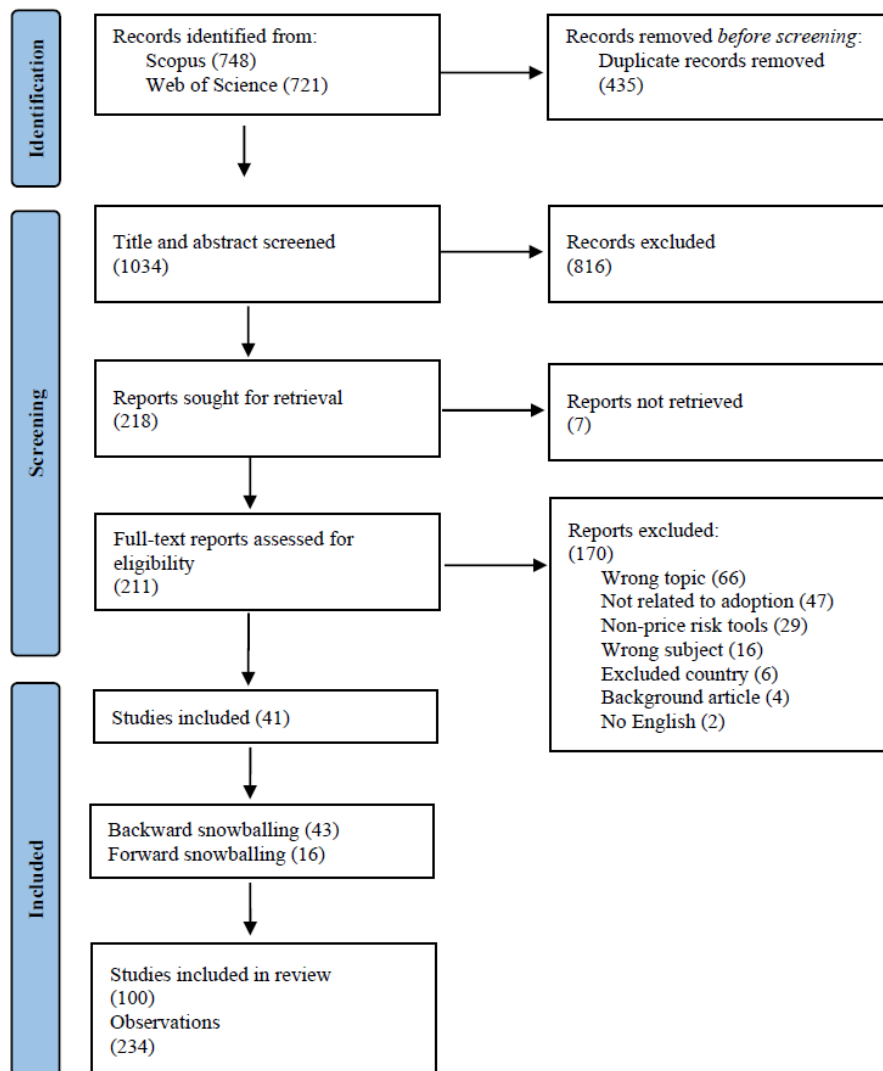 Identification
Records identified from:
Scopus (748)
Web of Science (721)
Records removed before screening:
Duplicate records removed
(435)
Screening
Title and abstract screened
(1034)
Records excluded
(816)
Reports sought for retrieval
(218)
Reports not retrieved
(7)
Full-text reports assessed for
eligibility
(211)
Reports excluded:
(170)
Wrong topic (66)
Not related to adoption (47)
Non-price risk tools (29)
Wrong subject (16)
Excluded country (6)
Background article (4)
No English (2)
Included
Studies included (41)
Backward snowballing (43)
Forward snowballing (16)
Studies included in review
(100)
Observations
(234)